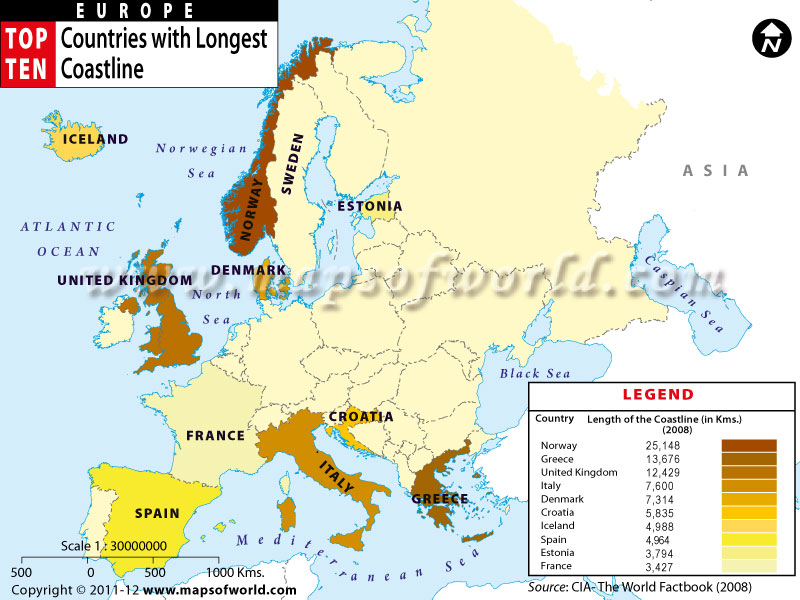 EUROPE
TOP TEN
Countries with Longest
Coastline
N
ICELAND
Norwegian
Sea
SWEDEN
NORWAY
ASIA
ESTONIA
ATLANTIC
OCEAN
DENMARK
UNITED KINGDOM
www.mapsofworld.com
North
Sea
Caspian Sea
Black Sea
CROATIA
FRANCE
ITALY
GREECE
SPAIN
Mediterranean Sea
LEGEND
Country Length of the Coastline (in Kms.)
(2008)
Norway 25,148
Greece 13,676
United Kingdom 12,429
Italy 7,600
Denmark 7,314
Croatia 5,835
Iceland 4,988
Spain 4,964
Estonia 3,794
France 3,427
Scale 1 : 30000000
500 0 500 1000 Kms.
Copyright © 2011-12 www.mapsofworld.com
Source: CIA- The World Factbook (2008)